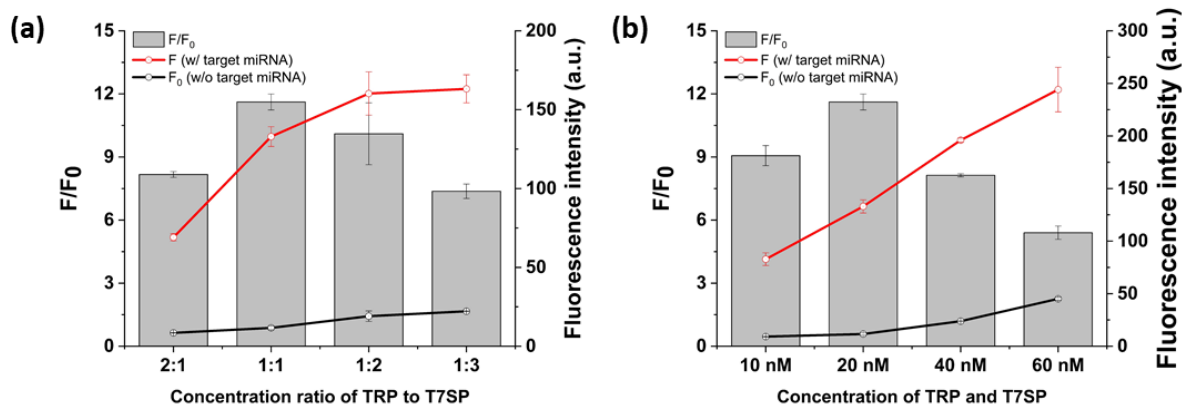 (a)
15
12
9
6
3
0
F/F0
F/F0
F (w/ target miRNA)
F0 (w/o target miRNA)
200
150
100
50
0
Fluorescence intensity (a.u.)
2:1 1:1 1:2 1:3
Concentration ratio of TRP to T7SP
(b)
15
12
9
6
3
0
F/F0
F/F0
F (w/ target miRNA)
F0 (w/o target miRNA)
300
250
200
150
100
50
0
Fluorescence intensity (a.u.)
10 nM 20 nM 40 nM 60 nM
Concentration of TRP and T7SP